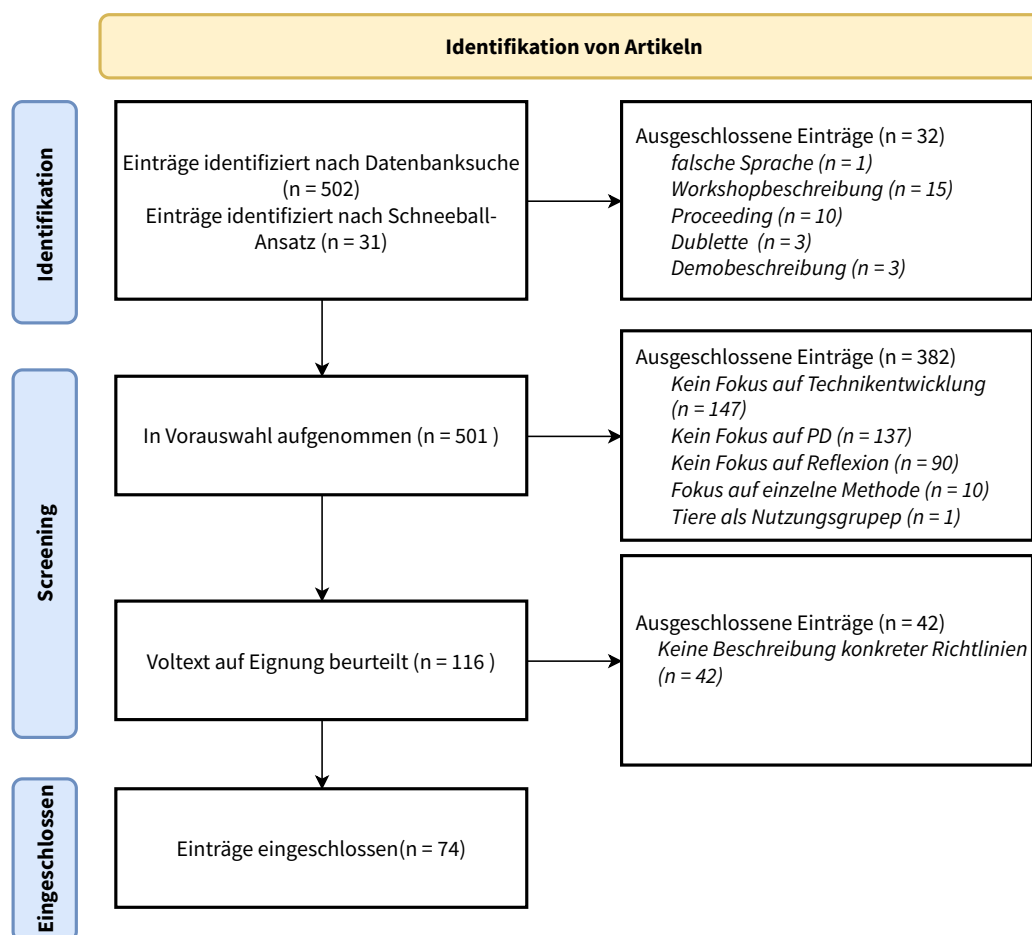 Identifikation von Artikeln
Identifikation
Einträge identifiziert nach Datenbanksuche
(n = 502)
Einträge identifiziert nach Schneeball-
Ansatz (n = 31)
Ausgeschlossene Einträge (n = 32)
falsche Sprache (n = 1)
Workshopbeschreibung (n = 15)
Proceeding (n = 10)
Dublette (n = 3)
Demobeschreibung (n = 3)
Screening
In Vorauswahl aufgenommen (n = 501 )
Ausgeschlossene Einträge (n = 382)
Kein Fokus auf Technikentwicklung
(n = 147)
Kein Fokus auf PD (n = 137)
Kein Fokus auf Reflexion (n = 90)
Fokus auf einzelne Methode (n = 10)
Tiere als Nutzungsgrupep (n = 1)
Voltext auf Eignung beurteilt (n = 116 )
Ausgeschlossene Einträge (n = 42)
Keine Beschreibung konkreter Richtlinien
(n = 42)
Eingeschlossen
Einträge eingeschlossen(n = 74)